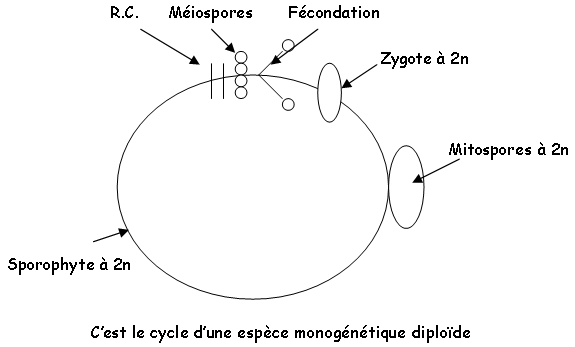 R.C.
Méiospores
Fécondation
Zygote à 2n
Mitospores à 2n
Sporophyte à 2n
C'est le cycle d'une espèce monogénétique diploïde